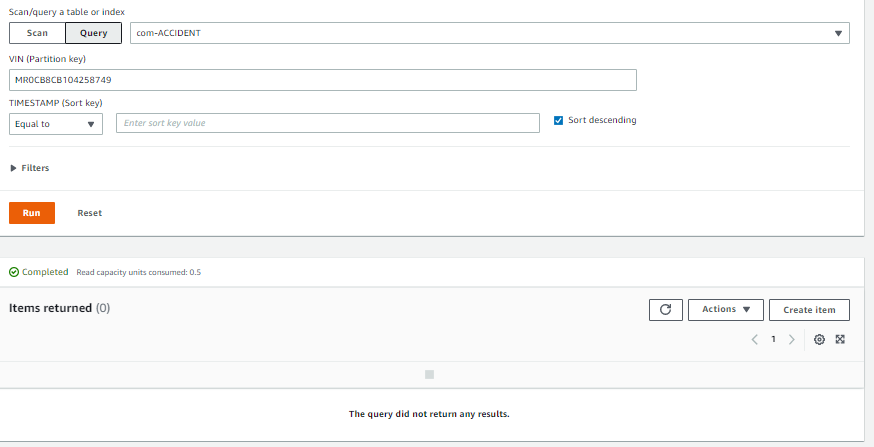 Scan/query a table or index
Scan Query com-ACCIDENT
VIN (Partition key)
MR0CB8CB104258749
TIMESTAMP (Sort key)
Equal to Enter sort key value Sort descending
Filters
Run Reset
Completed Read capacity units consumed: 0.5
Items returned (0) Actions Create item
1
The query did not return any results.